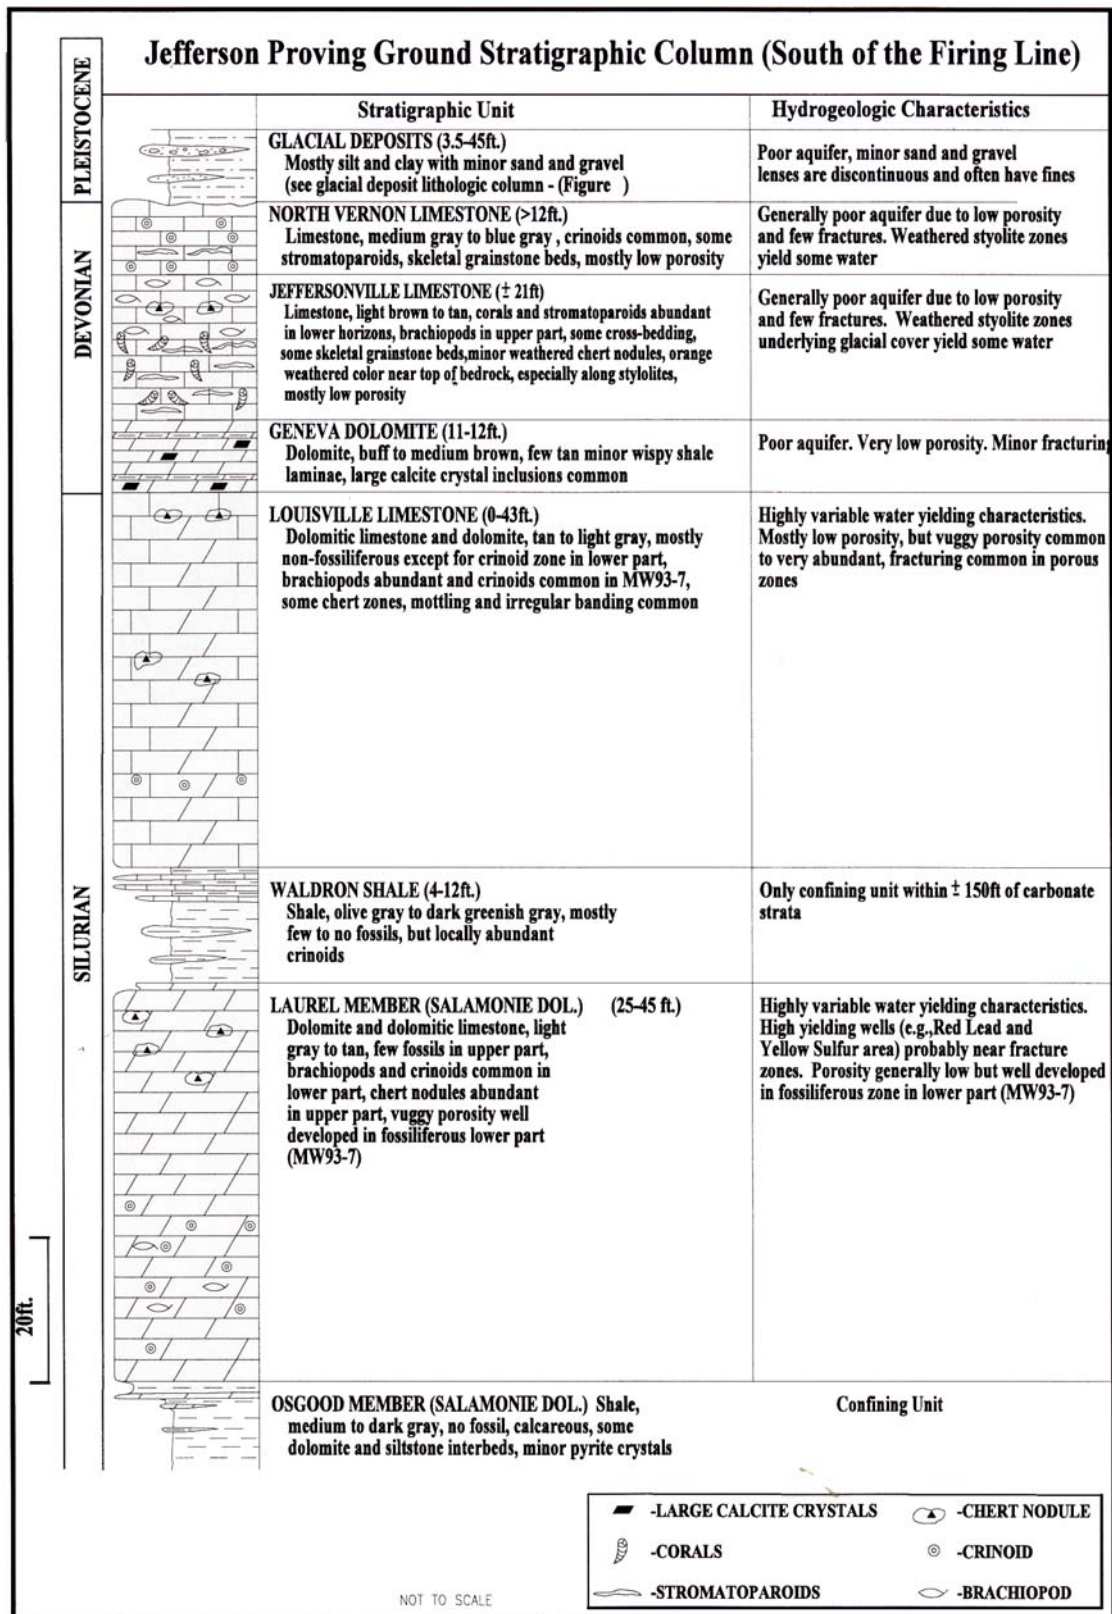 Jefferson Proving Ground Stratigraphic Column (South of the Firing Line)
Stratigraphic Unit
Hydrogeologic Characteristics
PLEISTOCENE
GLACIAL DEPOSITS (3.5-45ft.)
Mostly silt and clay with minor sand and gravel
(see glacial deposit lithologic column - (Figure )
Poor aquifer, minor sand and gravel
lenses are discontinuous and often have fines
DEVONIAN
NORTH VERNON LIMESTONE (>12ft.)
Limestone, medium gray to blue gray , crinoids common, some
stromatoparoids, skeletal grainstone beds, mostly low porosity
Generally poor aquifer due to low porosity
and few fractures. Weathered styolite zones
yield some water
JEFFERSONVILLE LIMESTONE (± 21ft)
Limestone, light brown to tan, corals and stromatoparoids abundant
in lower horizons, brachiopods in upper part, some cross-bedding,
some skeletal grainstone beds,minor weathered chert nodules, orange
weathered color near top of bedrock, especially along stylolites,
mostly low porosity
Generally poor aquifer due to low porosity
and few fractures. Weathered styolite zones
underlying glacial cover yield some water
GENEVA DOLOMITE (11-12ft.)
Dolomite, buff to medium brown, few tan minor wispy shale
laminae, large calcite crystal inclusions common
Poor aquifer. Very low porosity. Minor fracturing
SILURIAN
LOUISVILLE LIMESTONE (0-43ft.)
Dolomitic limestone and dolomite, tan to light gray, mostly
non-fossiliferous except for crinoid zone in lower part,
brachiopods abundant and crinoids common in MW93-7,
some chert zones, mottling and irregular banding common
Highly variable water yielding characteristics.
Mostly low porosity, but vuggy porosity common
to very abundant, fracturing common in porous
zones
WALDRON SHALE (4-12ft.)
Shale, olive gray to dark greenish gray, mostly
few to no fossils, but locally abundant
crinoids
Only confining unit within ± 150ft of carbonate
strata
LAUREL MEMBER (SALAMONIE DOL.) (25-45 ft.)
Dolomite and dolomitic limestone, light
gray to tan, few fossils in upper part,
brachiopods and crinoids common in
lower part, chert nodules abundant
in upper part, vuggy porosity well
developed in fossiliferous lower part
(MW93-7)
Highly variable water yielding characteristics.
High yielding wells (e.g.,Red Lead and
Yellow Sulfur area) probably near fracture
zones. Porosity generally low but well developed
in fossiliferous zone in lower part (MW93-7)
20ft.
OSGOOD MEMBER (SALAMONIE DOL.) Shale,
medium to dark gray, no fossil, calcareous, some
dolomite and siltstone interbeds, minor pyrite crystals
Confining Unit
-LARGE CALCITE CRYSTALS
-CHERT NODULE
-CORALS
-CRINOID
-STROMATOPAROIDS
-BRACHIOPOD
NOT TO SCALE